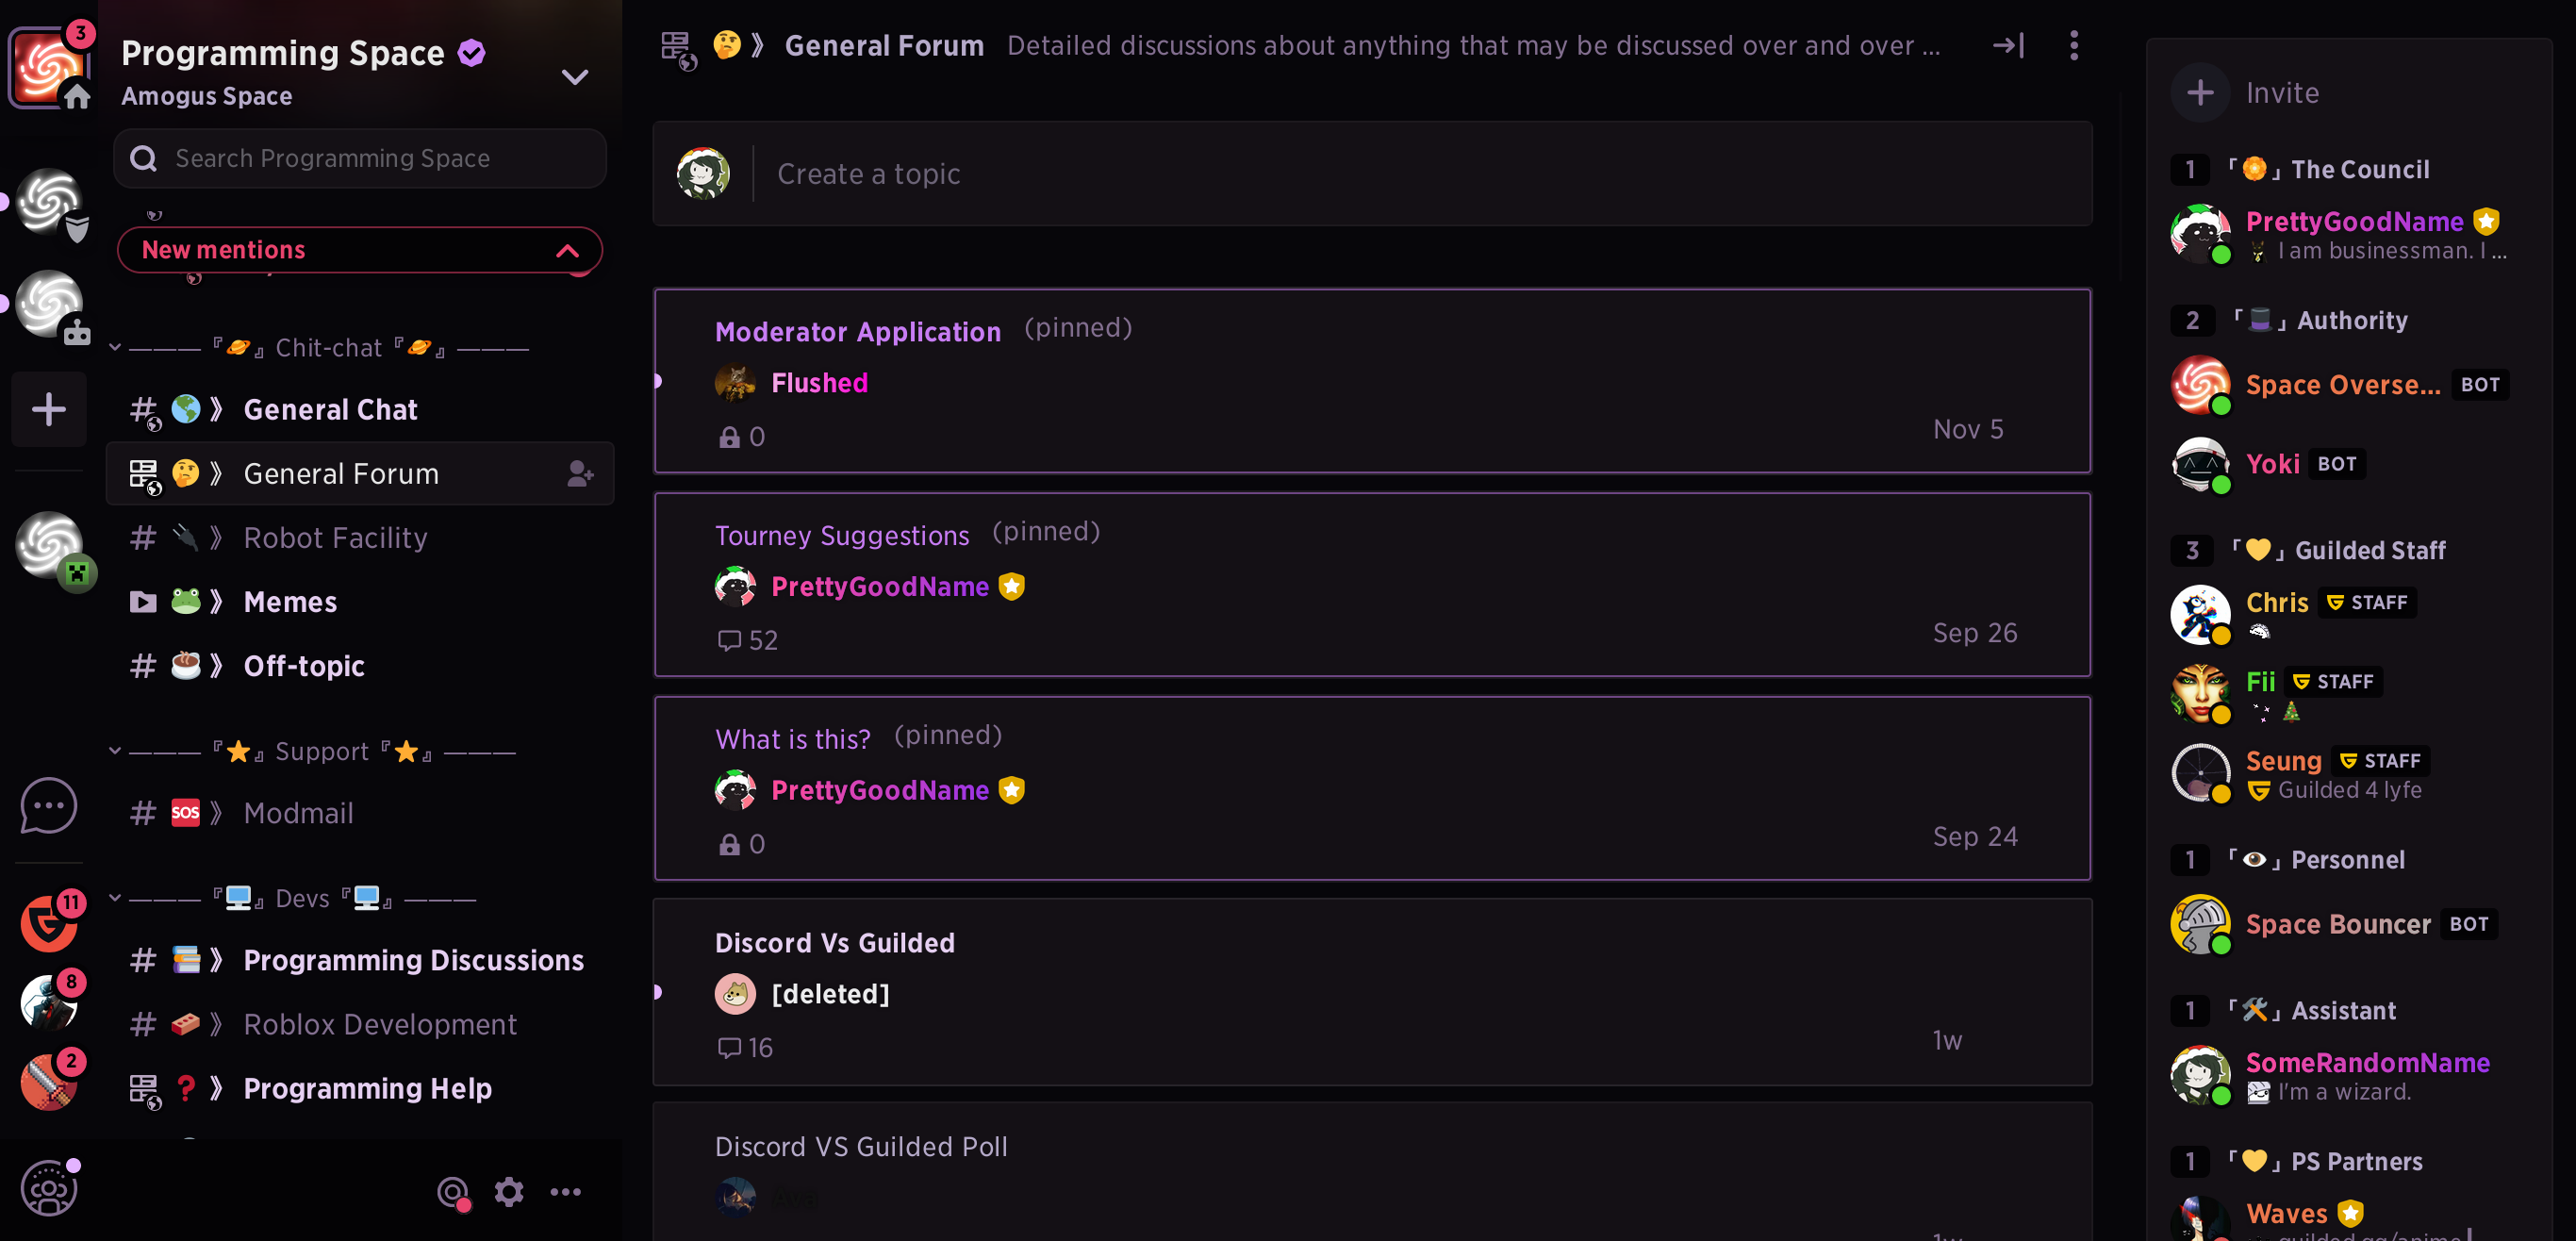 3
Programming Space
Amogus Space
Search Programming Space
New mentions
——— 『🪐』 Chit-chat 『🪐』 ———
🌎 》 General Chat
🤔 》 General Forum
🔌 》 Robot Facility
🐸 》 Memes
☕ 》 Off-topic
——— 『⭐』 Support 『⭐』 ———
🆘 》 Modmail
——— 『🖥️』 Devs 『🖥️』 ———
📚 》 Programming Discussions
🧱 》 Roblox Development
❓ 》 Programming Help
11
8
2
🤔 》 General Forum Detailed discussions about anything that may be discussed over and over ...
Create a topic
Moderator Application (pinned)
Flushed
0
Nov 5
Tourney Suggestions (pinned)
PrettyGoodName
52
Sep 26
What is this? (pinned)
PrettyGoodName
0
Sep 24
Discord Vs Guilded
[deleted]
16
1w
Discord VS Guilded Poll
Ava
1w
Invite
1 「🏵️」 The Council
PrettyGoodName
I am businessman. I ...
2 「🎩」 Authority
Space Overse... BOT
Yoki BOT
3 「💛」 Guilded Staff
Chris STAFF
Fii STAFF
Seung STAFF
Guilded 4 lyfe
1 「👁️」 Personnel
Space Bouncer BOT
1 「🛠️」 Assistant
SomeRandomName
I'm a wizard.
1 「💛」 PS Partners
Waves